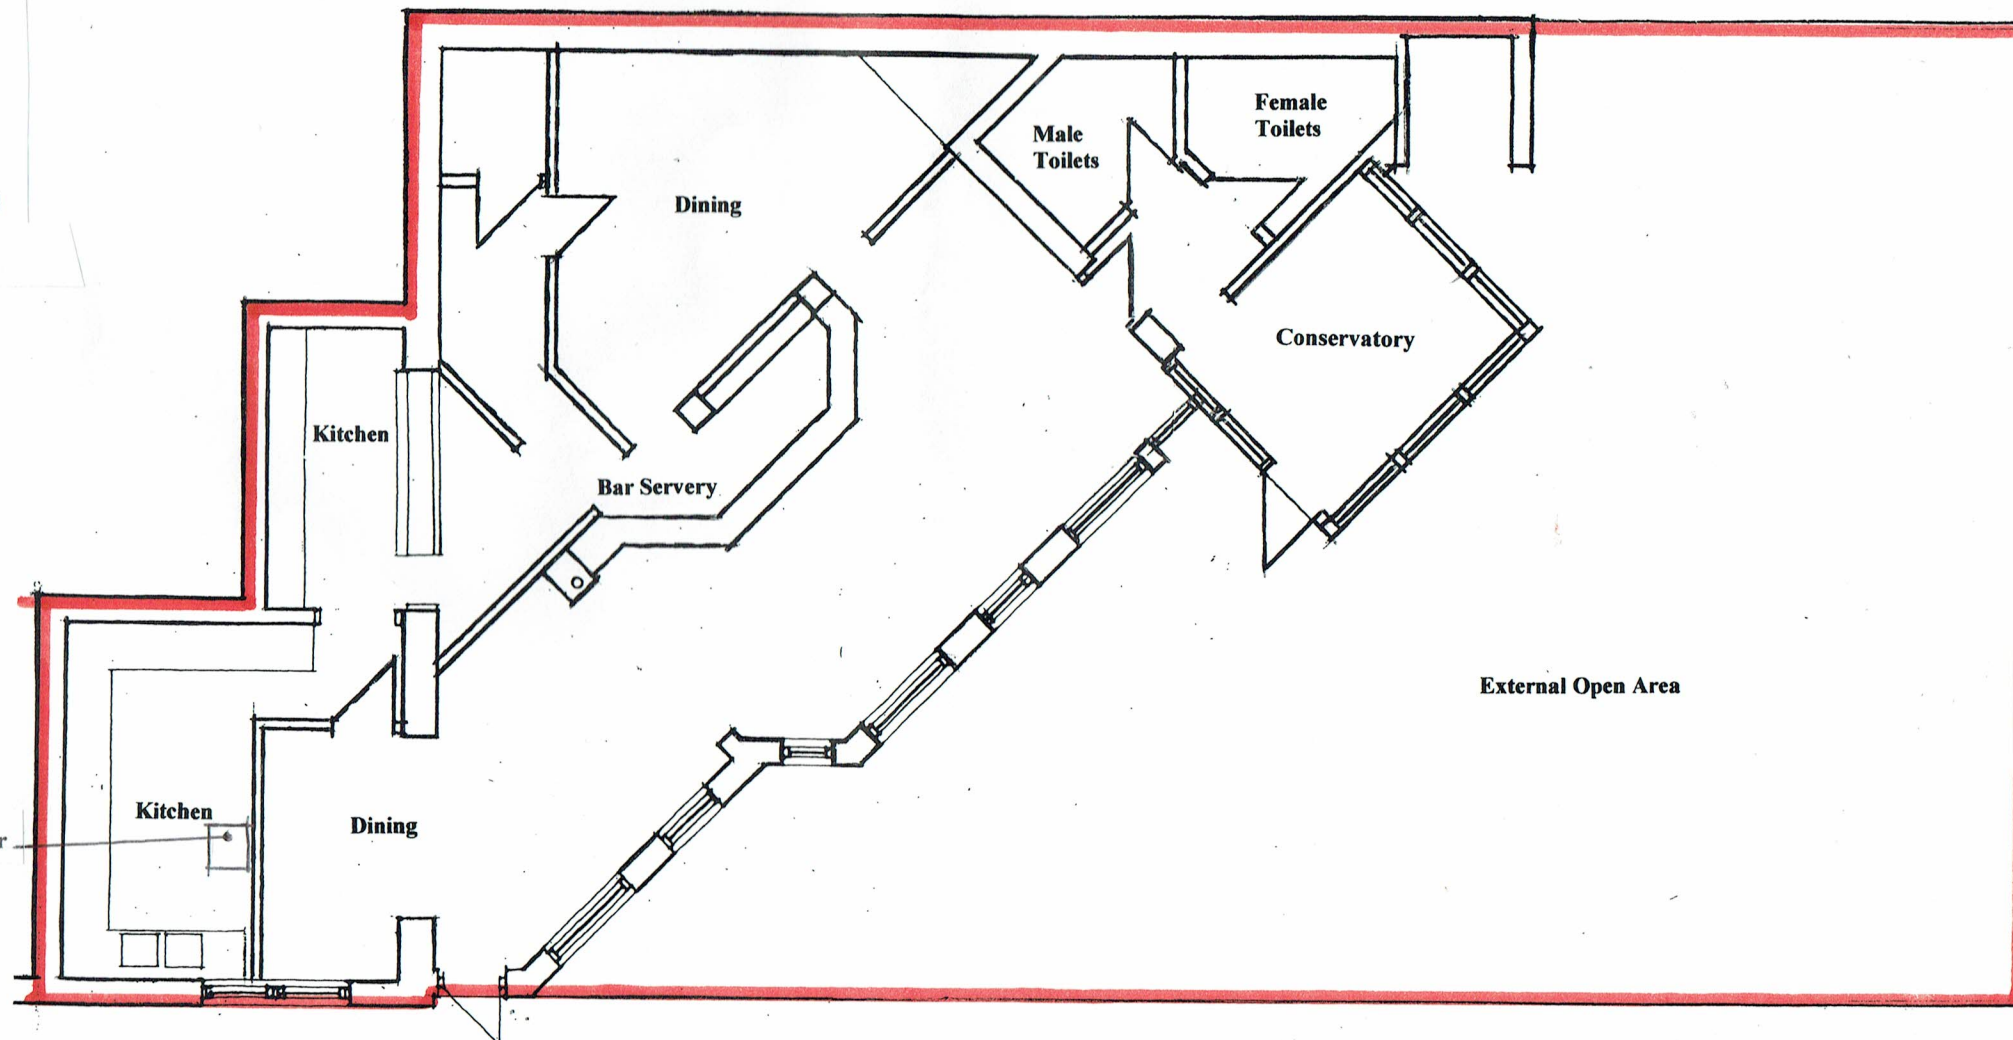 Female
Toilets
Male
Toilets
Dining
Conservatory
Kitchen
Bar Servery
External Open Area
Kitchen
Dining